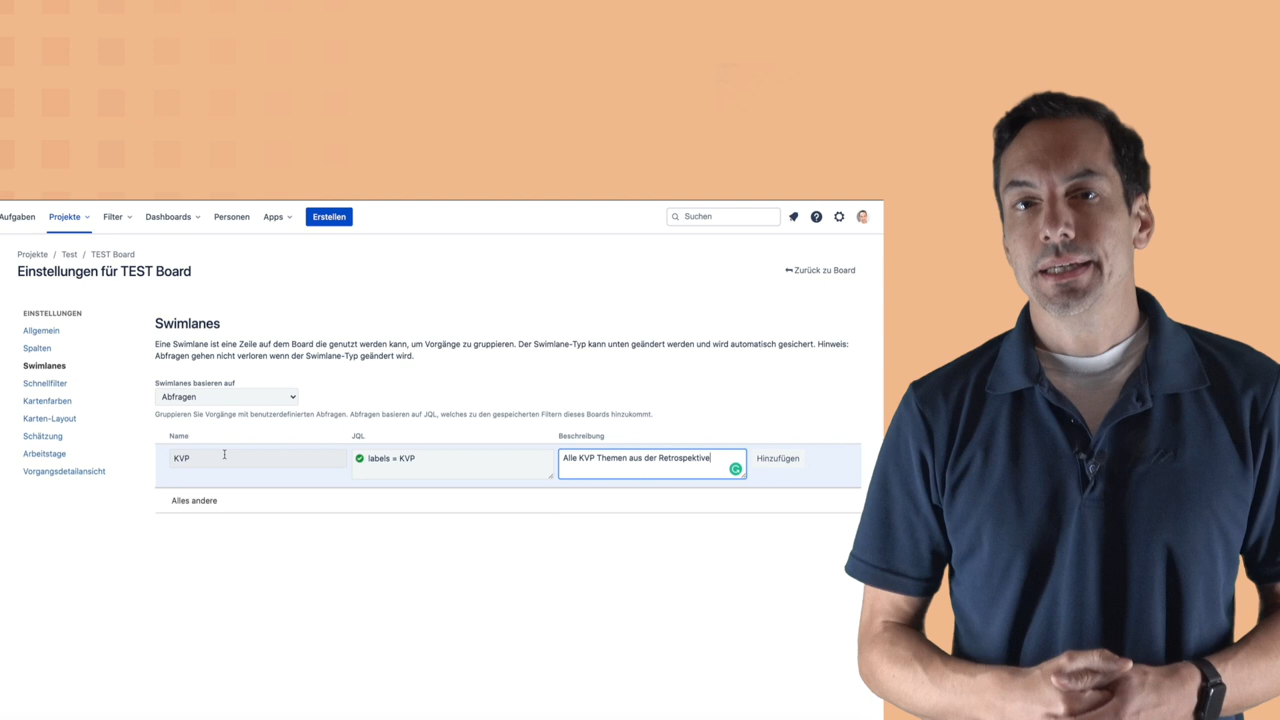 Aufgaben Projekte Filter Dashboards Personen Apps Erstellen Suchen
Projekte / Test / TEST Board
Einstellungen für TEST Board
Zurück zu Board
EINSTELLUNGEN
Allgemein
Spalten
Swimlanes
Schnellfilter
Kartenfarben
Karten-Layout
Schätzung
Arbeitstage
Vorgangsdetailansicht
Swimlanes
Eine Swimlane ist eine Zeile auf dem Board die genutzt werden kann, um Vorgänge zu gruppieren. Der Swimlane-Typ kann unten geändert werden und wird automatisch gesichert. Hinweis:
Abfragen gehen nicht verloren wenn der Swimlane-Typ geändert wird.
Swimlanes basieren auf
Abfragen
Gruppieren Sie Vorgänge mit benutzerdefinierten Abfragen. Abfragen basieren auf JQL, welches zu den gespeicherten Filtern dieses Boards hinzukommt.
Name JQL Beschreibung
KVP labels = KVP Alle KVP Themen aus der Retrospektive Hinzufügen
Alles andere